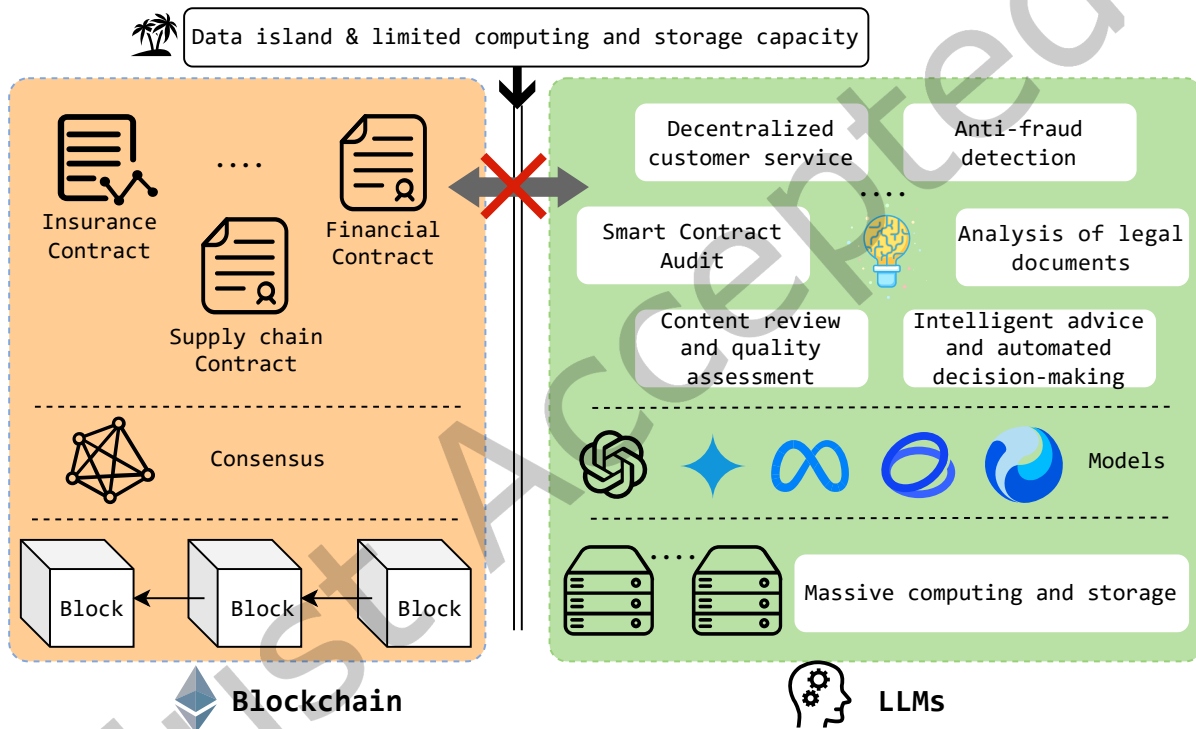 Data island & limited computing and storage capacity
Insurance
Contract
....
Financial
Contract
Supply chain
Contract
Consensus
Block
Block
Block
Blockchain
Decentralized
customer service
Anti-fraud
detection
....
Smart Contract
Audit
Analysis of legal
documents
Content review
and quality
assessment
Intelligent advice
and automated
decision-making
Models
....
Massive computing and storage
LLMs
Just Accepted